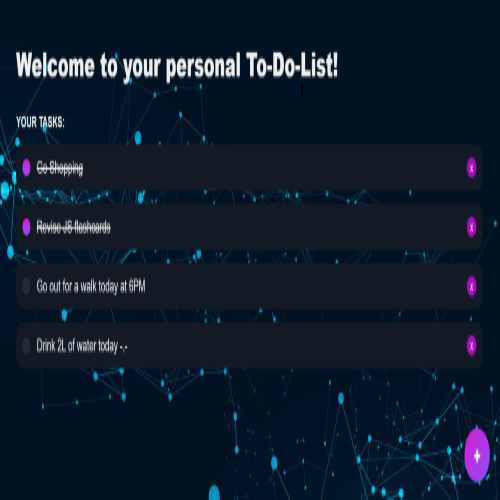 Welcome to your personal To-Do-List!
YOUR TASKS:
Go Shopping x
Revise JS flashcards x
Go out for a walk today at 6PM x
Drink 2L of water today -.- x
+